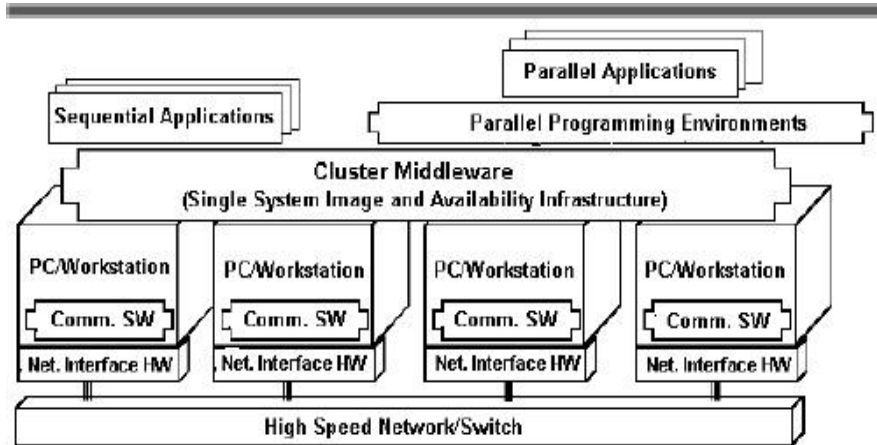 Parallel Applications
Sequential Applications
Parallel Programming Environments
Cluster Middleware
(Single System Image and Availability Infrastructure)
PC/Workstation
PC/Workstation
PC/Workstation
PC/Workstation
Comm. SW
Comm. SW
Comm. SW
Comm. SW
Net. Interface HW
Net. Interface HW
Net. Interface HW
Net. Interface HW
High Speed Network/Switch